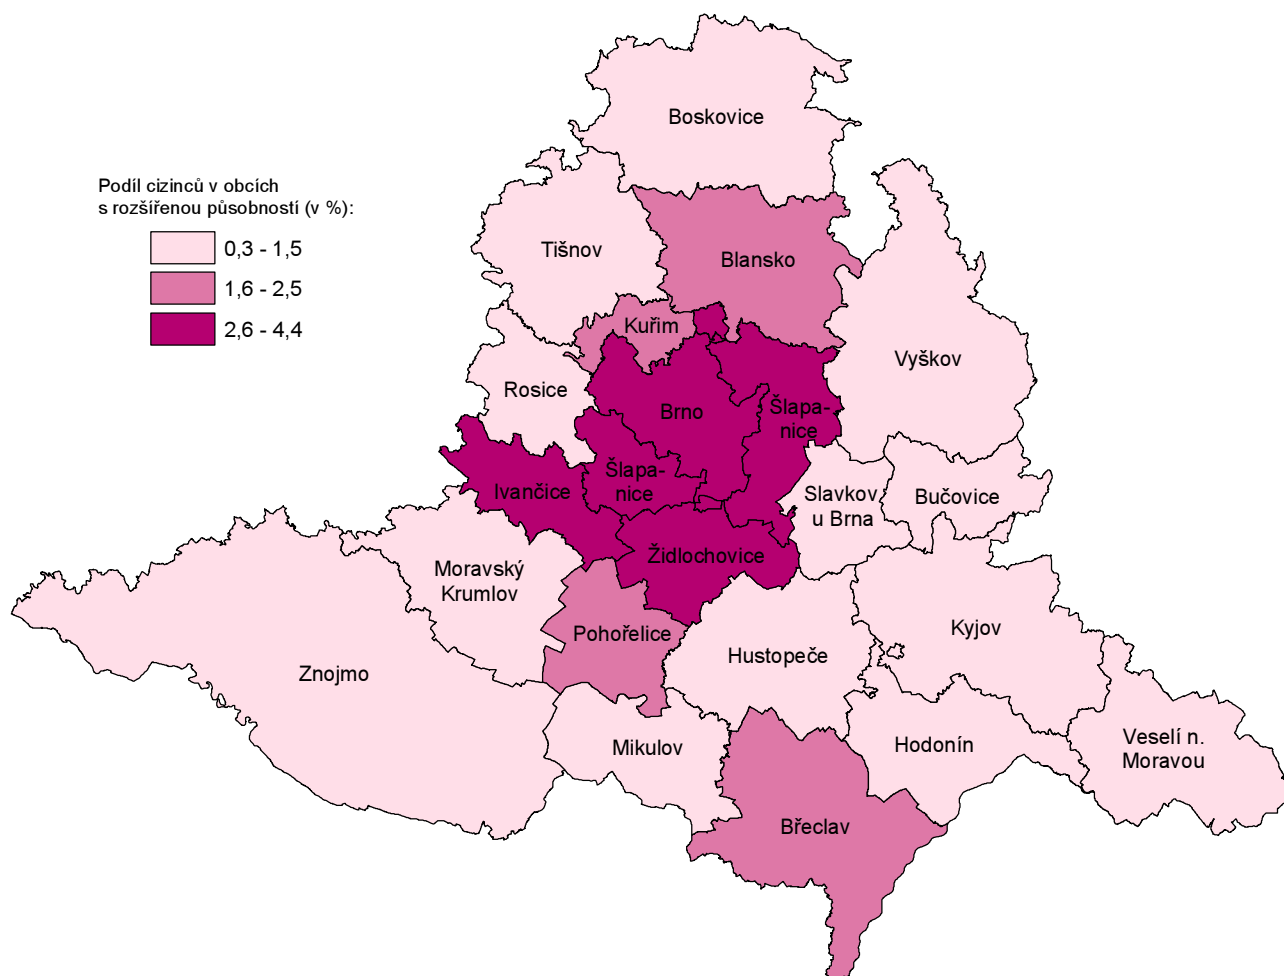 Boskovice
Podíl cizinců v obcích
s rozšířenou působností (v %):
0,3 - 1,5
1,6 - 2,5
2,6 - 4,4
Tišnov
Blansko
Kuřim
Vyškov
Rosice
Brno
Šlapa-
nice
Ivančice
Šlapa-
nice
Slavkov
u Brna
Bučovice
Židlochovice
Moravský
Krumlov
Pohořelice
Kyjov
Hustopeče
Znojmo
Mikulov
Hodonín
Veselí n.
Moravou
Břeclav